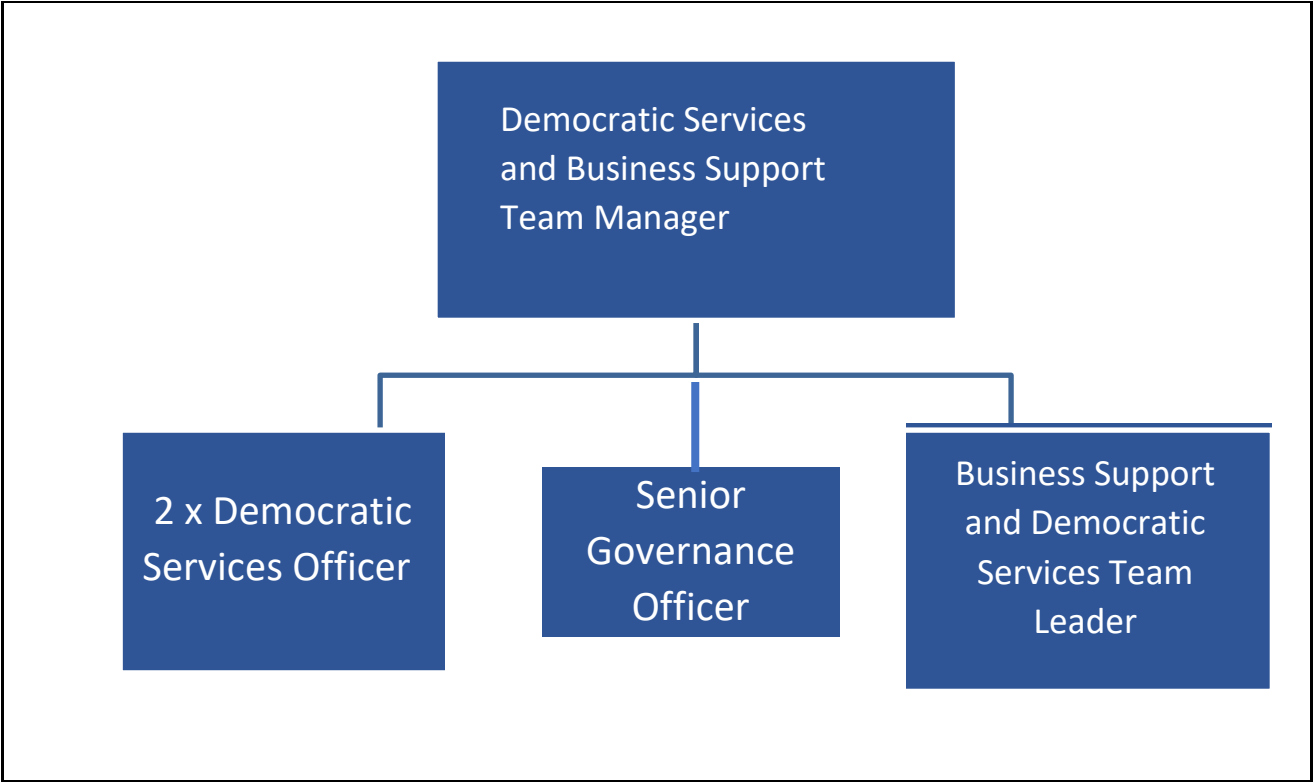 Democratic Services
and Business Support
Team Manager
2 x Democratic
Services Officer
Senior
Governance
Officer
Business Support
and Democratic
Services Team
Leader